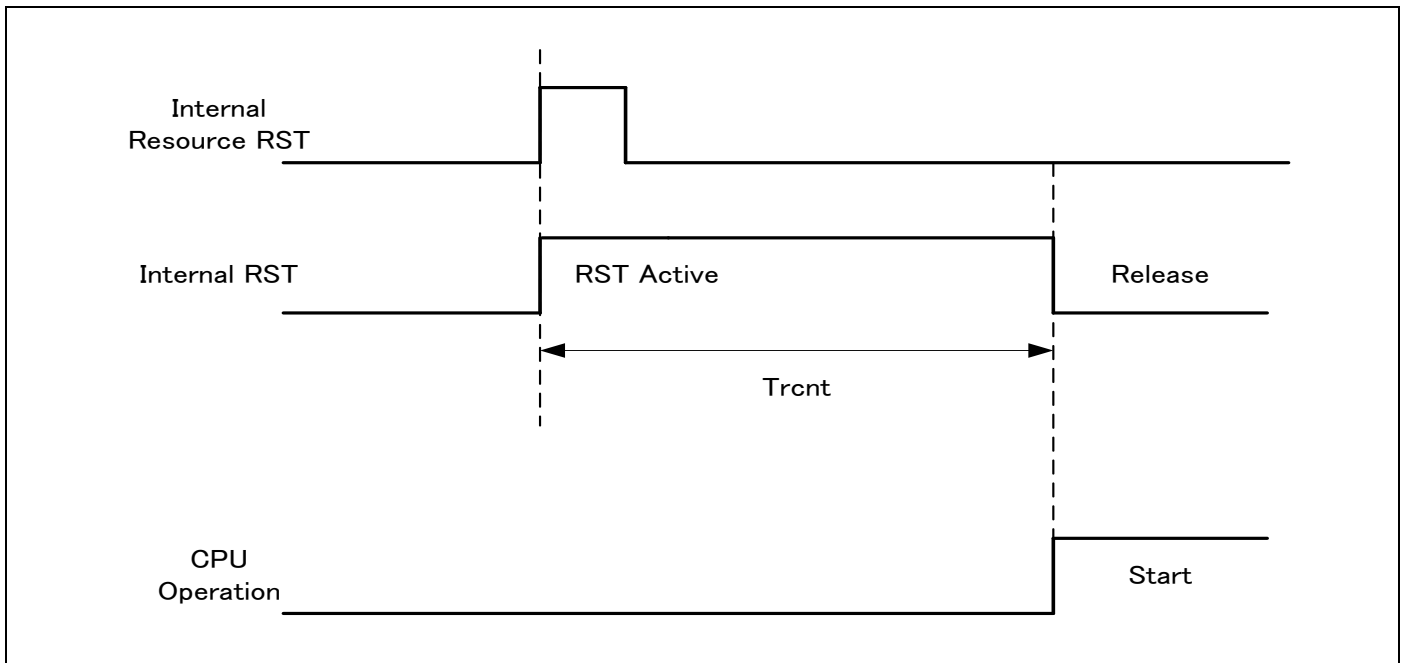 Internal
Resource RST
Internal RST
RST Active
Release
Trcnt
CPU
Operation
Start